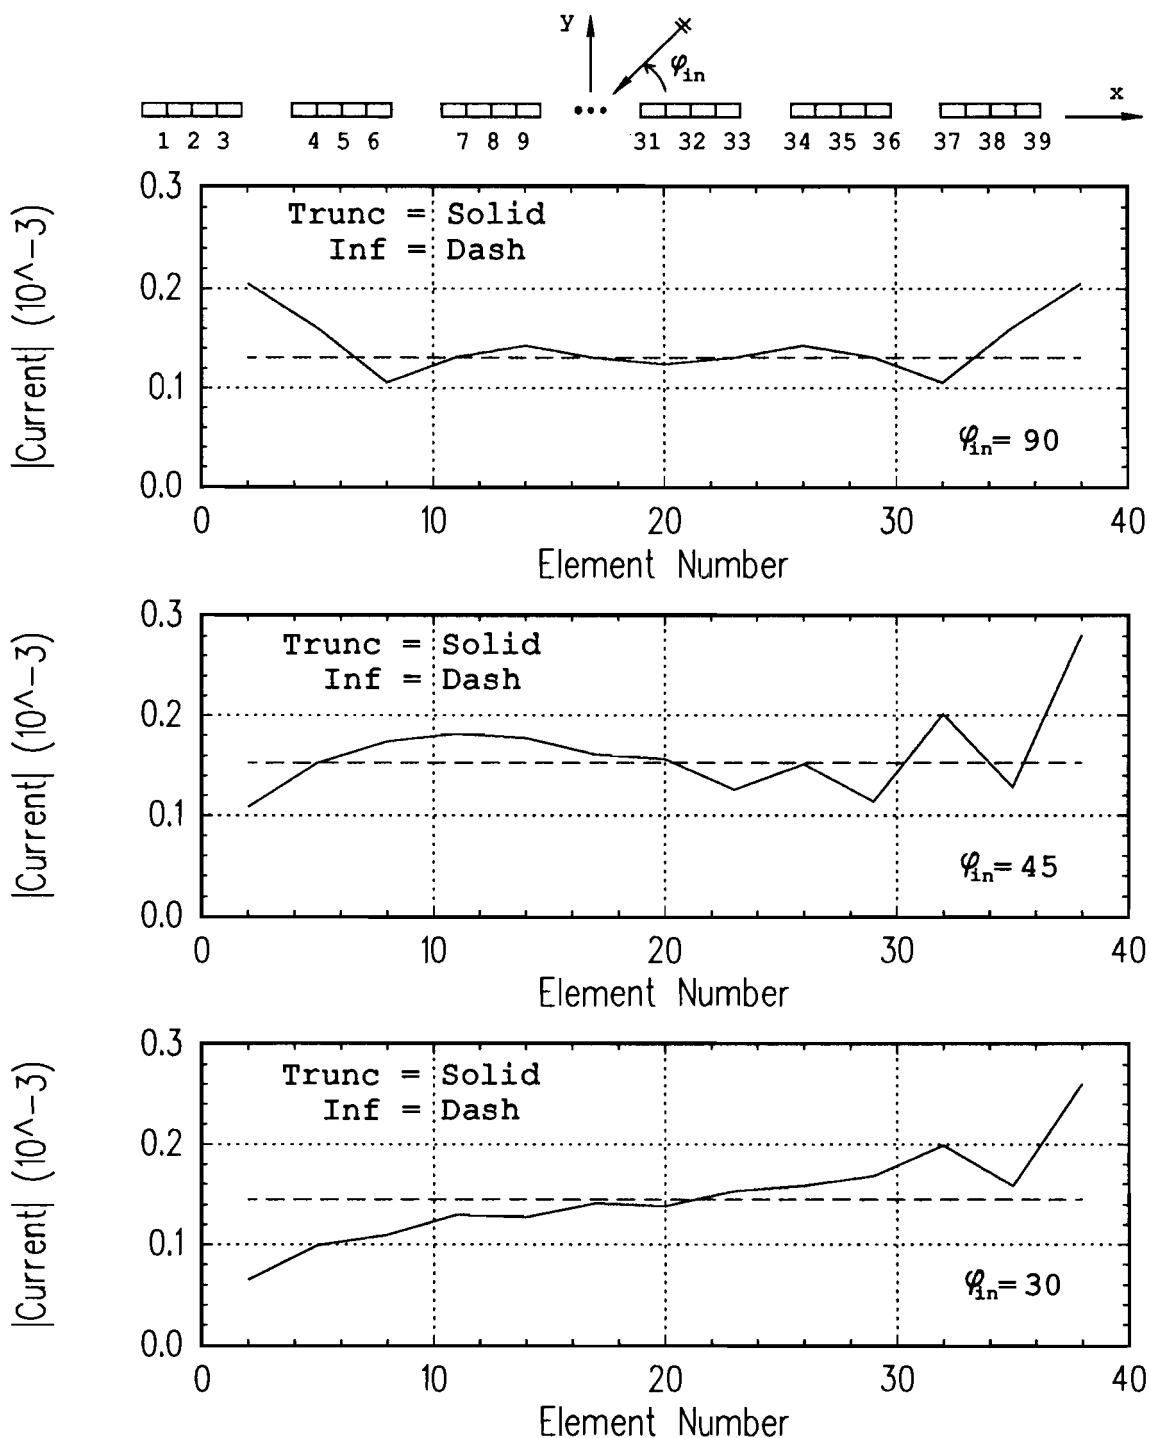 y
φin
x
1 2 3 4 5 6 7 8 9 31 32 33 34 35 36 37 38 39
0.3
Trunc = Solid
Inf = Dash
0.2
0.1
0.0
|Current| (10^-3)
φin= 90
0 10 20 30 40
Element Number
0.3
Trunc = Solid
Inf = Dash
0.2
0.1
0.0
|Current| (10^-3)
φin= 45
0 10 20 30 40
Element Number
0.3
Trunc = Solid
Inf = Dash
0.2
0.1
0.0
|Current| (10^-3)
φin= 30
0 10 20 30 40
Element Number